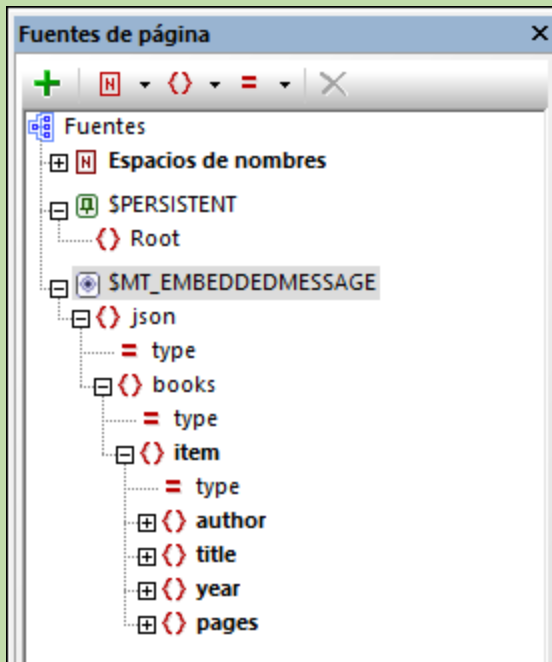 Fuentes de página
Fuentes
Espacios de nombres
$PERSISTENT
Root
$MT_EMBEDDEDMESSAGE
json
type
books
type
item
type
author
title
year
pages